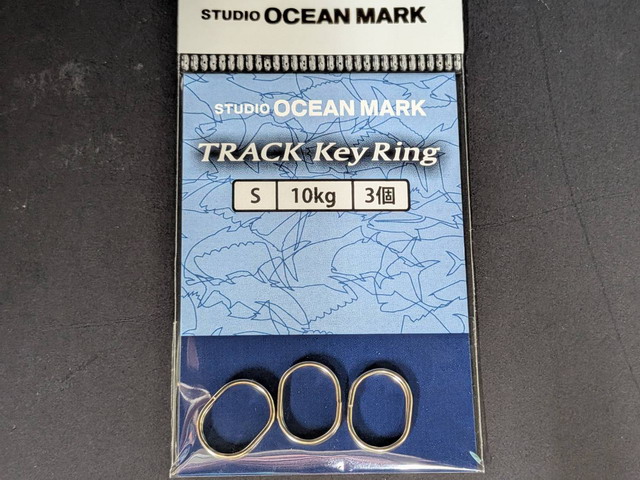 STUDIO OCEAN MARK
STUDIO OCEAN MARK
TRACK Key Ring
S 10kg 3個